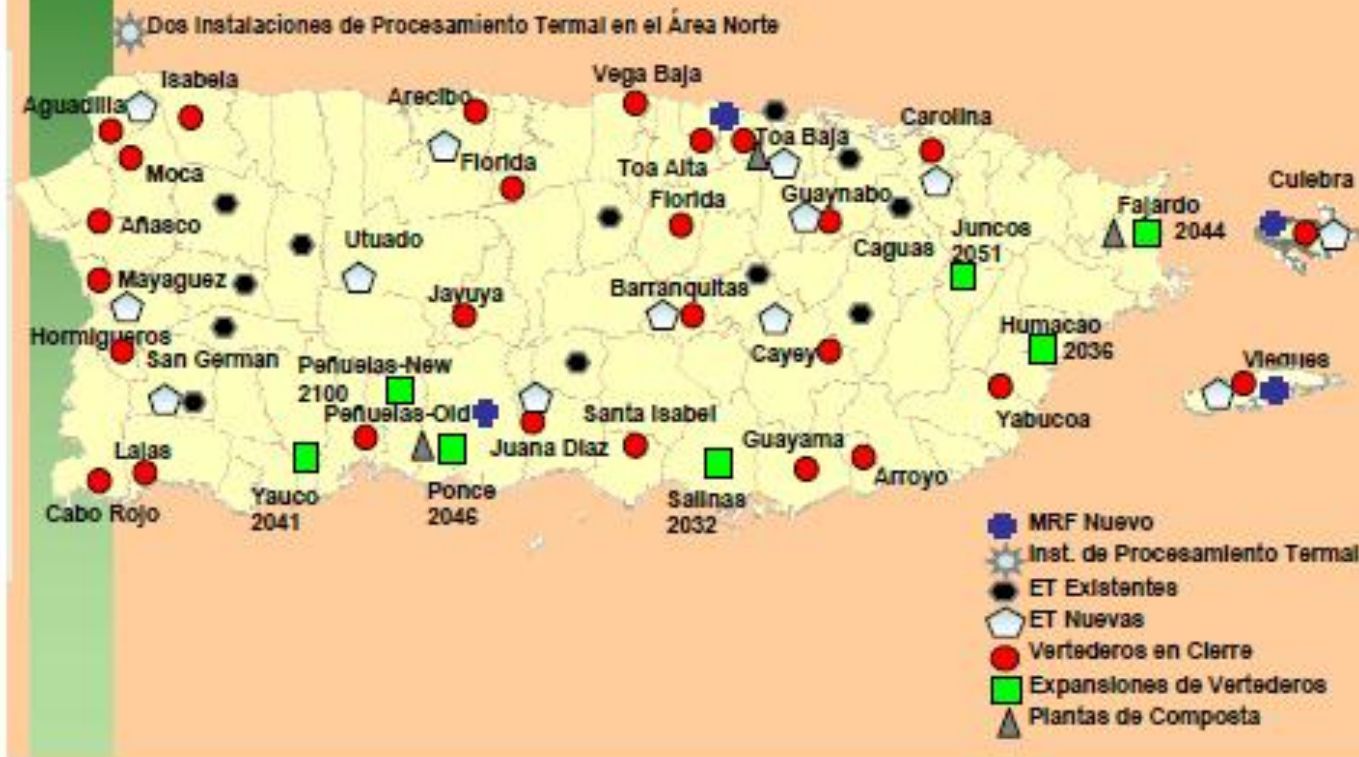 Dos Instalaciones de Procesamiento Termal en el Área Norte
Isabela
Aguadilla
Moca
Añasco
Mayaguez
Hormigueros
San German
Lajas
Cabo Rojo
Arecibo
Florida
Utuado
Jayuya
Peñuelas-New
2100
Peñuelas-Old
Yauco
2041
Ponce
2046
Juana Diaz
Vega Baja
Toa Alta
Toa Baja
Florida
Guaynabo
Barranquitas
Cayey
Santa Isabel
Salinas
2032
Guayama
Arroyo
Carolina
Caguas
Juncos
2051
Fajardo
2044
Humacao
2036
Yabucoa
Culebra
Vieques
MRF Nuevo
Inst. de Procesamiento Termal
ET Existentes
ET Nuevas
Vertederos en Cierre
Expansiones de Vertederos
Plantas de Composta